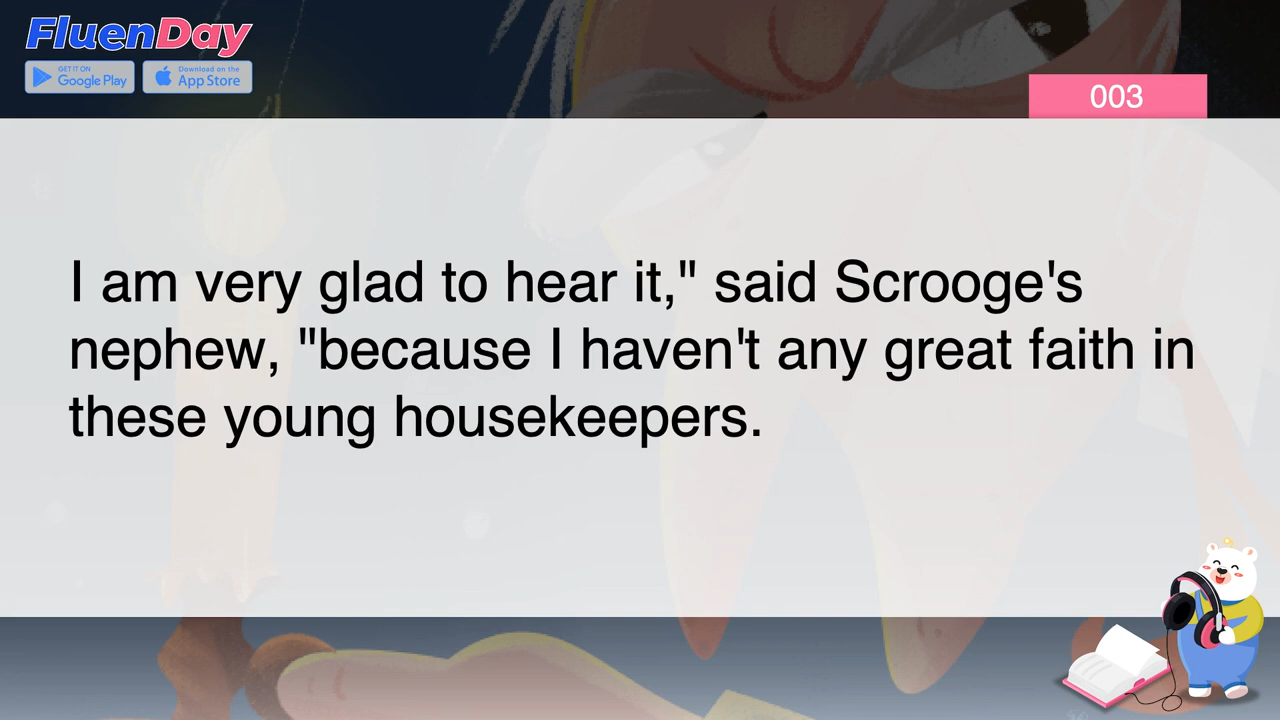 FluenDay
GET IT ON
Google Play
Download on the
App Store
003
I am very glad to hear it," said Scrooge's
nephew, "because I haven't any great faith in
these young housekeepers.